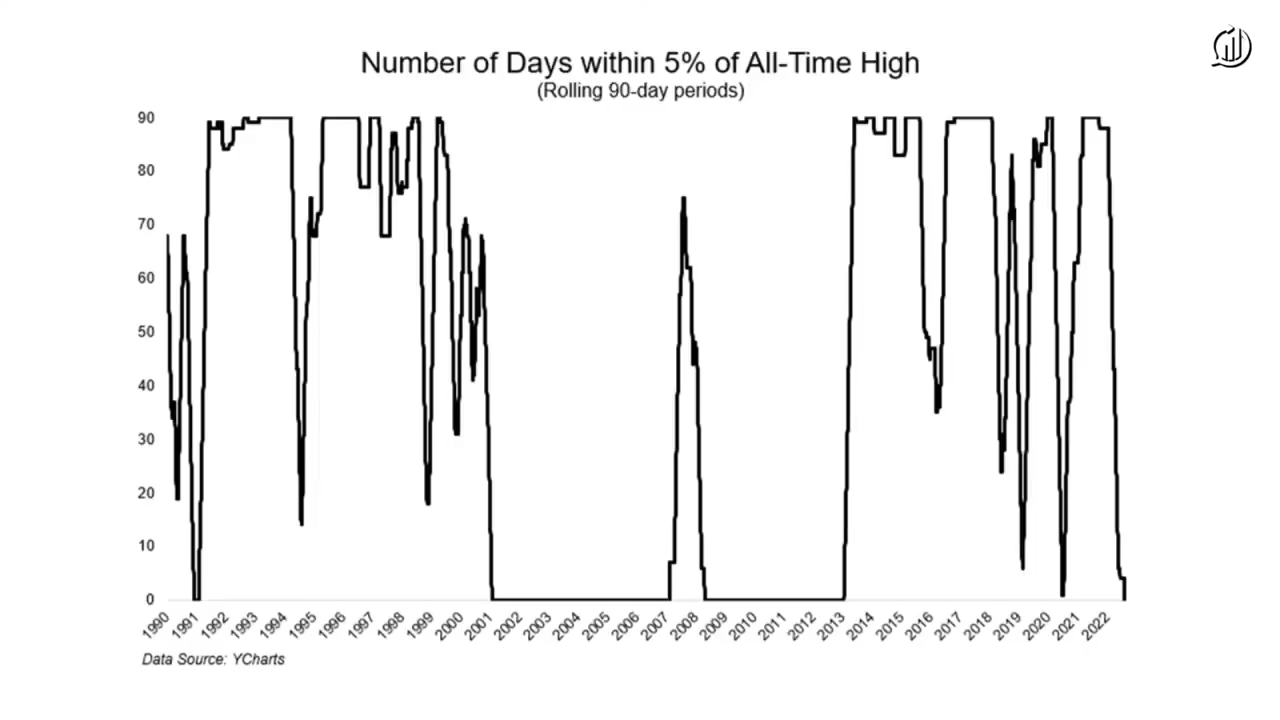 Number of Days within 5% of All-Time High
(Rolling 90-day periods)
90
80
70
60
50
40
30
20
10
0
1990 1991 1992 1993 1994 1995 1996 1997 1998 1999 2000 2001 2002 2003 2004 2005 2006 2007 2008 2009 2010 2011 2012 2013 2014 2015 2016 2017 2018 2019 2020 2021 2022
Data Source: YCharts